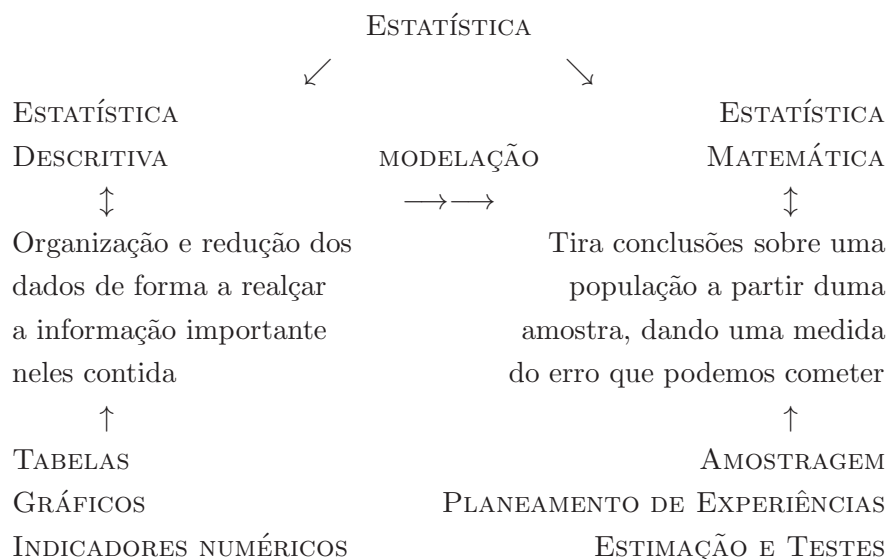 ESTATÍSTICA
ESTATÍSTICA
DESCRITIVA
MODELAÇÃO
ESTATÍSTICA
MATEMÁTICA
Organização e redução dos
dados de forma a realçar
a informação importante
neles contida
Tira conclusões sobre uma
população a partir duma
amostra, dando uma medida
do erro que podemos cometer
TABELAS
GRÁFICOS
INDICADORES NUMÉRICOS
AMOSTRAGEM
PLANEAMENTO DE EXPERIÊNCIAS
ESTIMAÇÃO E TESTES